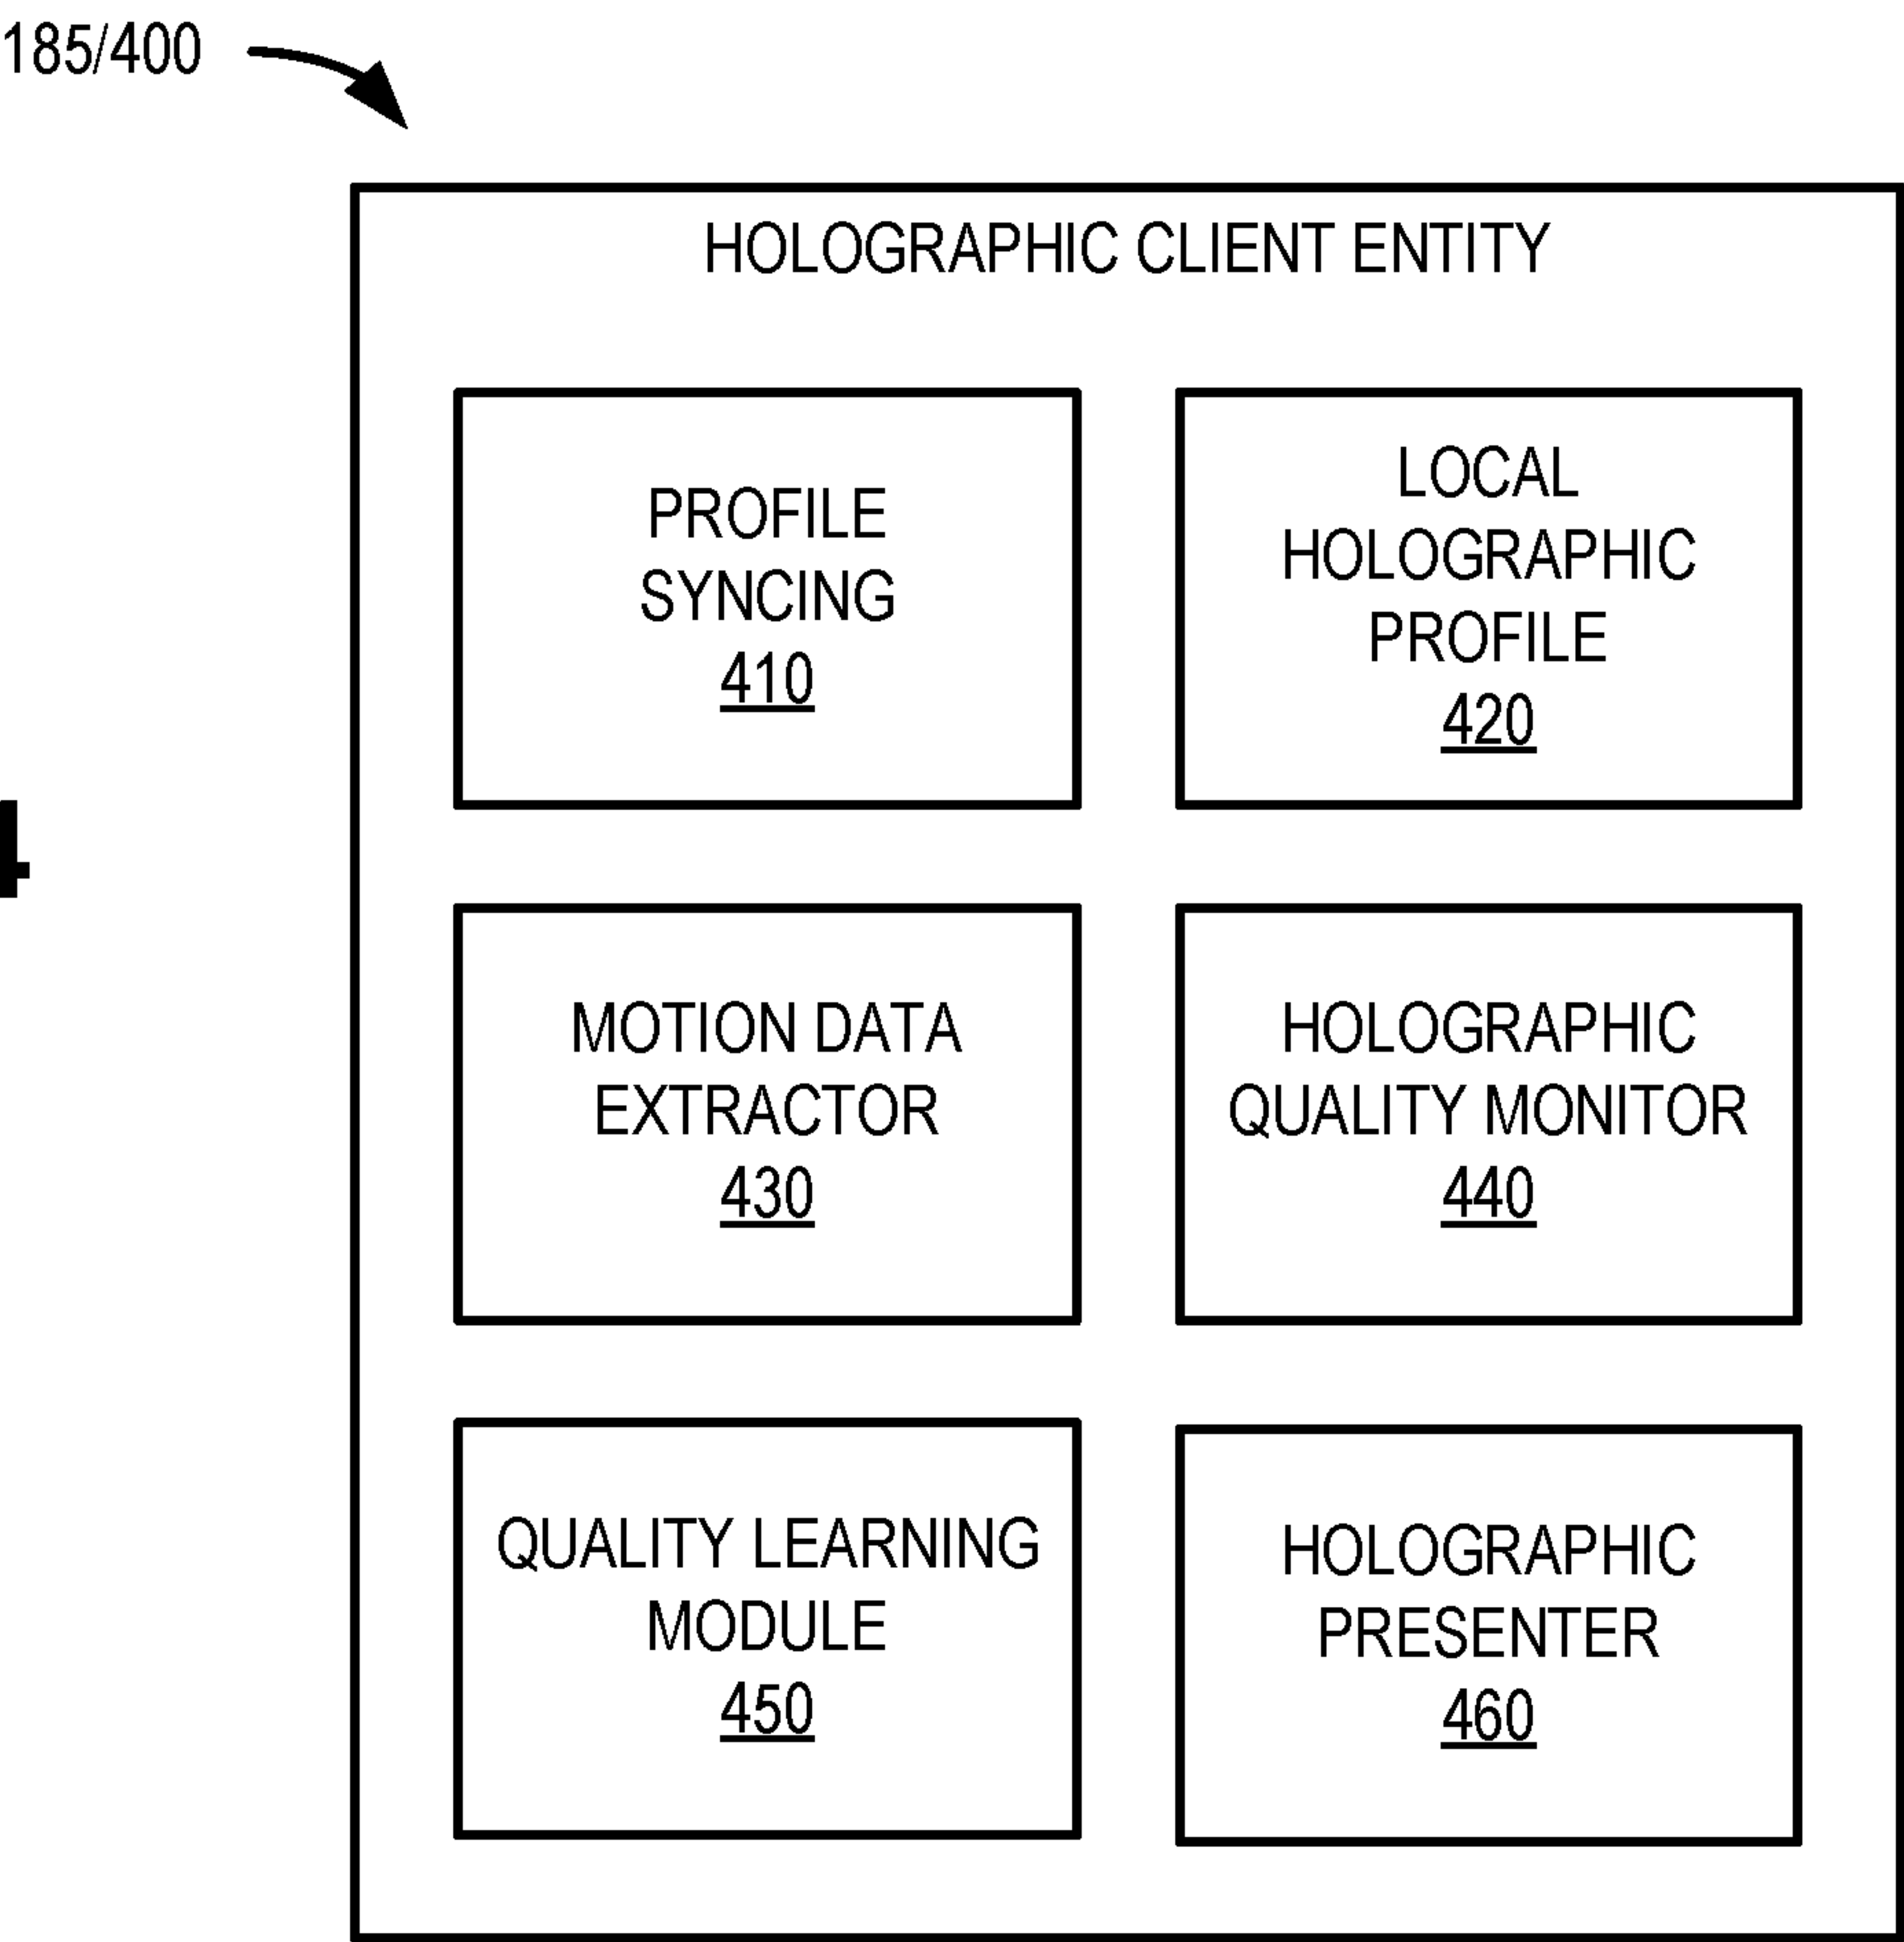 185/400
HOLOGRAPHIC CLIENT ENTITY
PROFILE
SYNCING
410
LOCAL
HOLOGRAPHIC
PROFILE
420
4
MOTION DATA
EXTRACTOR
430
HOLOGRAPHIC
QUALITY MONITOR
440
QUALITY LEARNING
MODULE
450
HOLOGRAPHIC
PRESENTER
460